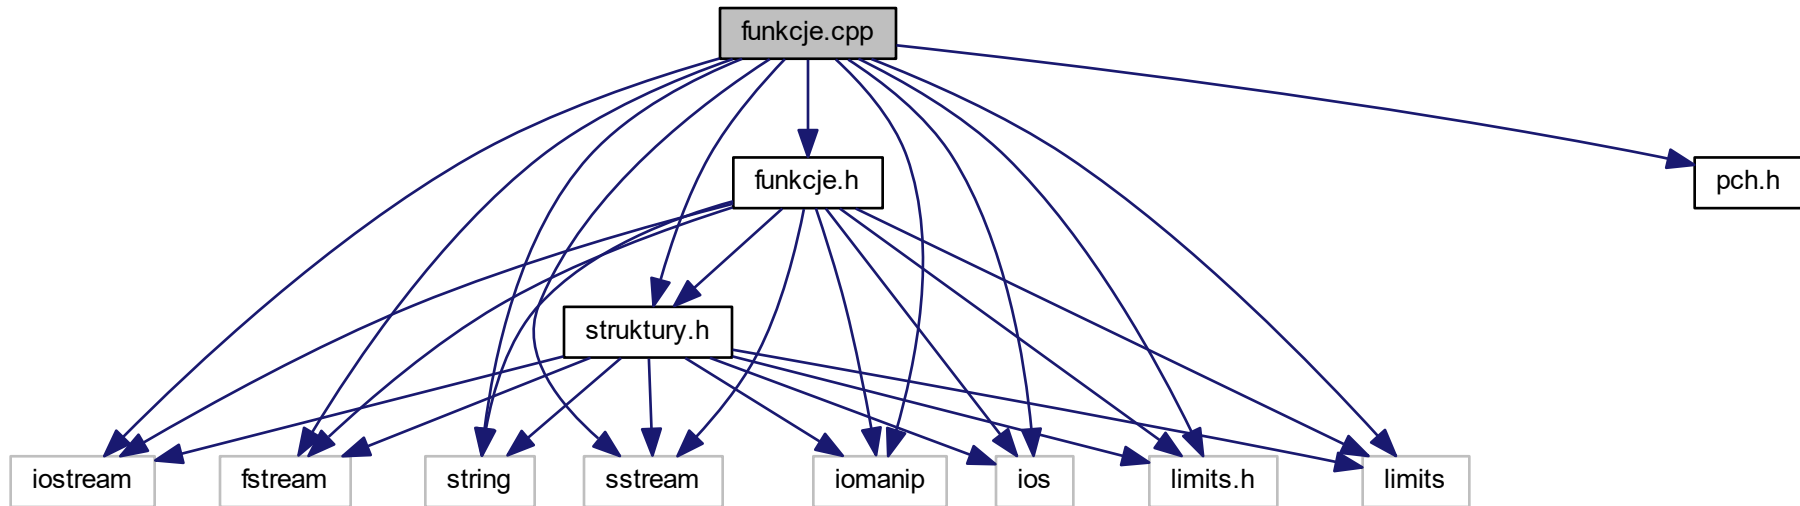 funkcje.cpp
funkcje.h
pch.h
struktury.h
iostream
fstream
string
sstream
iomanip
ios
limits.h
limits